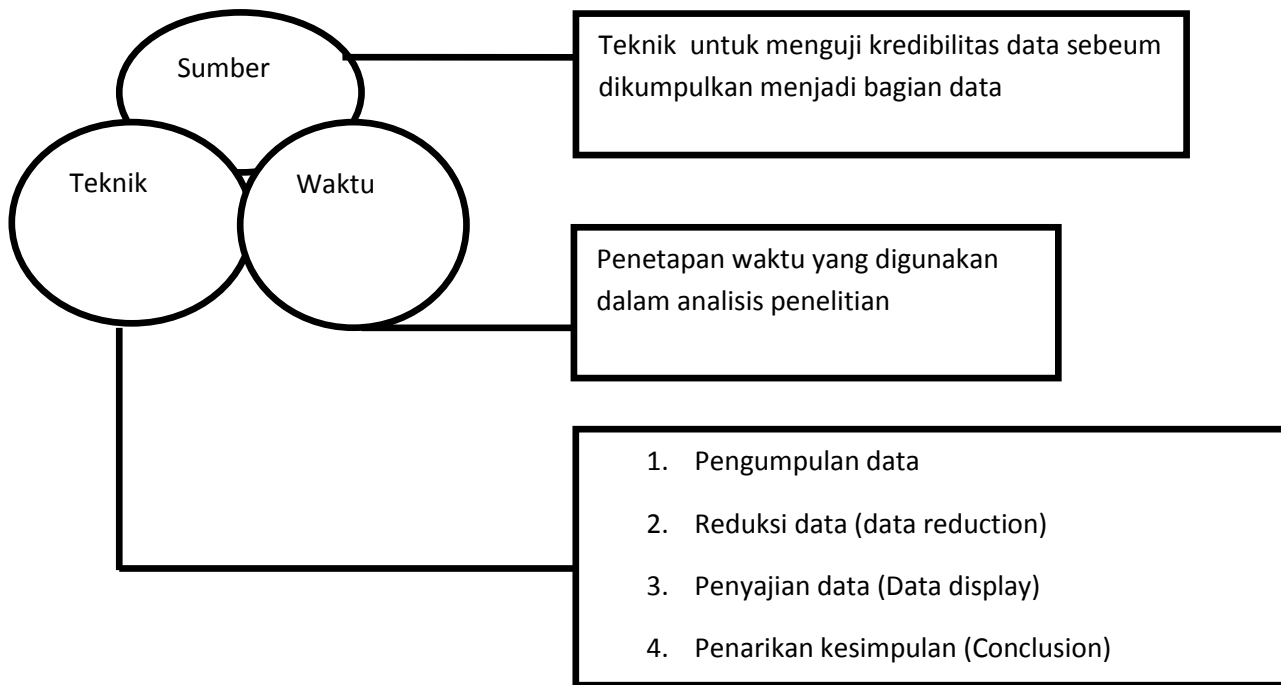 Sumber
Teknik untuk menguji kredibilitas data sebeum
dikumpulkan menjadi bagian data
Teknik
Waktu
Penetapan waktu yang digunakan
dalam analisis penelitian
1. Pengumpulan data
2. Reduksi data (data reduction)
3. Penyajian data (Data display)
4. Penarikan kesimpulan (Conclusion)